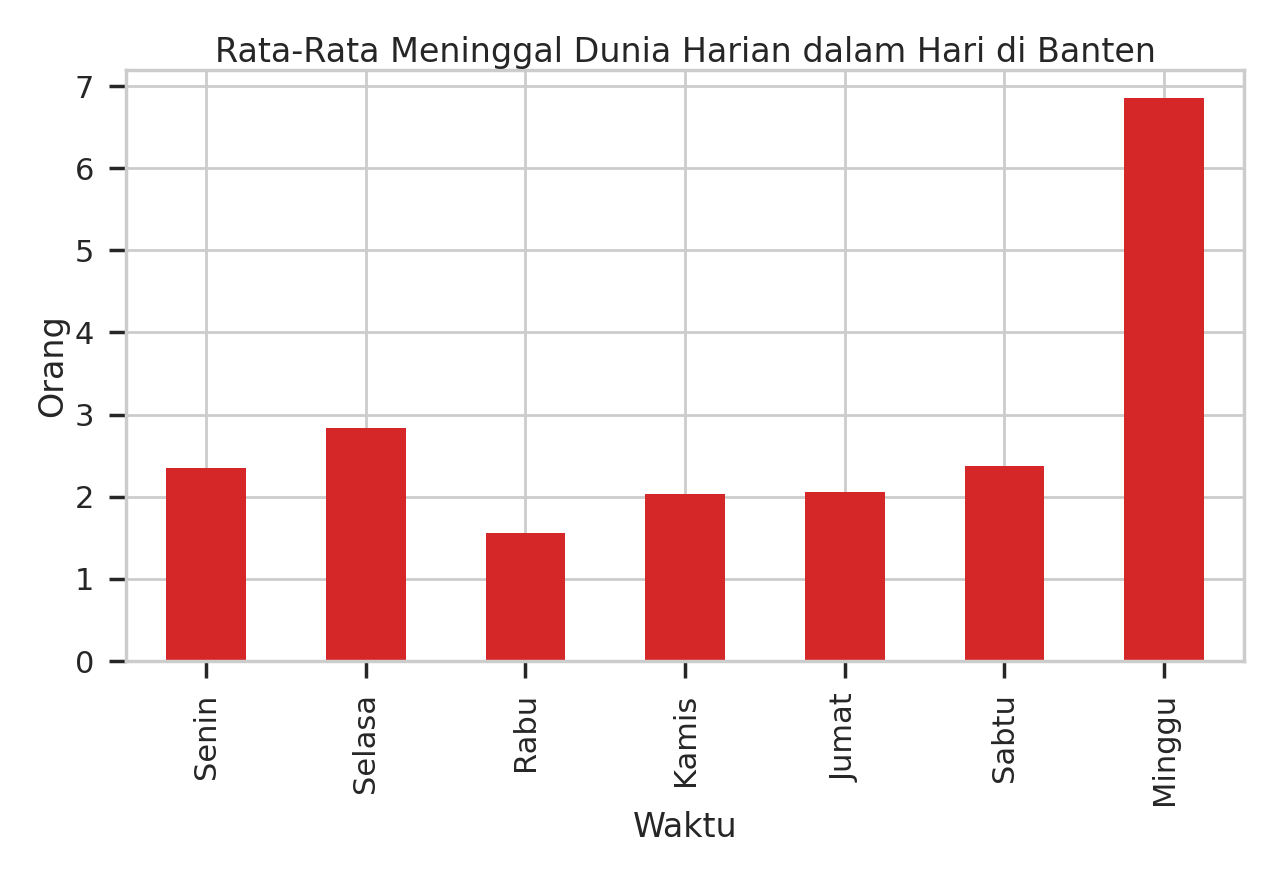 Rata-Rata Meninggal Dunia Harian dalam Hari di Banten
7
6
5
4
3
2
1
0
Orang
Senin
Selasa
Rabu
Kamis
Jumat
Sabtu
Minggu
Waktu